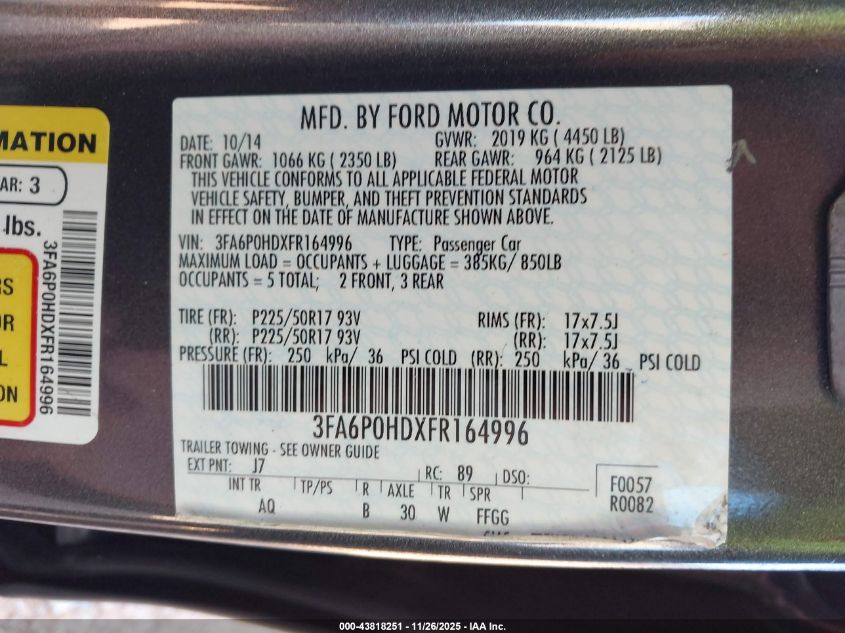 MATION
AR: 3
lbs.
RS
OR
L
ON
3FA6P0HDXFR164996
MFD. BY FORD MOTOR CO.
DATE: 10/14 GVWR: 2019 KG ( 4450 LB)
FRONT GAWR: 1066 KG ( 2350 LB) REAR GAWR: 964 KG ( 2125 LB)
THIS VEHICLE CONFORMS TO ALL APPLICABLE FEDERAL MOTOR
VEHICLE SAFETY, BUMPER, AND THEFT PREVENTION STANDARDS
IN EFFECT ON THE DATE OF MANUFACTURE SHOWN ABOVE.
VIN: 3FA6P0HDXFR164996 TYPE: Passenger Car
MAXIMUM LOAD = OCCUPANTS + LUGGAGE = 385KG/ 850LB
OCCUPANTS = 5 TOTAL; 2 FRONT, 3 REAR
TIRE (FR): P225/50R17 93V RIMS (FR): 17x7.5J
(RR): P225/50R17 93V (RR): 17x7.5J
PRESSURE (FR): 250 kPa/ 36 PSI COLD (RR): 250 kPa/ 36 PSI COLD
3FA6P0HDXFR164996
TRAILER TOWING - SEE OWNER GUIDE
EXT PNT: J7 RC: 89 DSO: F0057
INT TR TP/PS R AXLE TR SPR R0082
AQ B 30 W FFGG
000-43818251 - 11/26/2025 - IAA Inc.